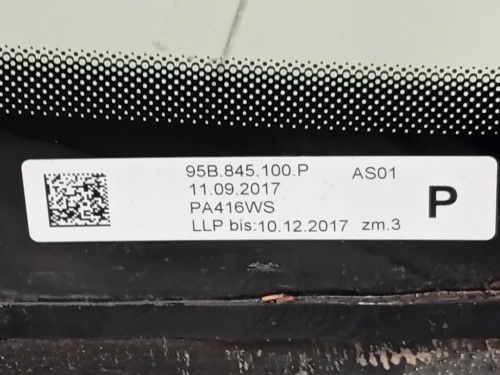 95B.845.100.P AS01
11.09.2017
PA416WS
LLP bis:10.12.2017 zm.3
P